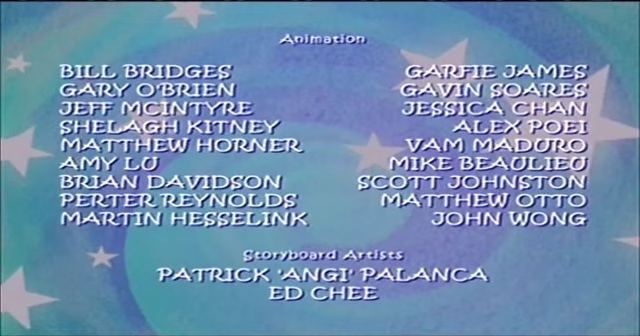 Animation
BILL BRIDGES GARFIE JAMES
GARY O'BRIEN GAVIN SOARES
JEFF MCINTYRE JESSICA CHAN
SHELAGH KITNEY ALEX POEI
MATTHEW HORNER VAM MADURO
AMY LU MIKE BEAULIEU
BRIAN DAVIDSON SCOTT JOHNSTON
PERTER REYNOLDS MATTHEW OTTO
MARTIN HESSELINK JOHN WONG
Storyboard Artists
PATRICK 'ANGI' PALANCA
ED CHEE